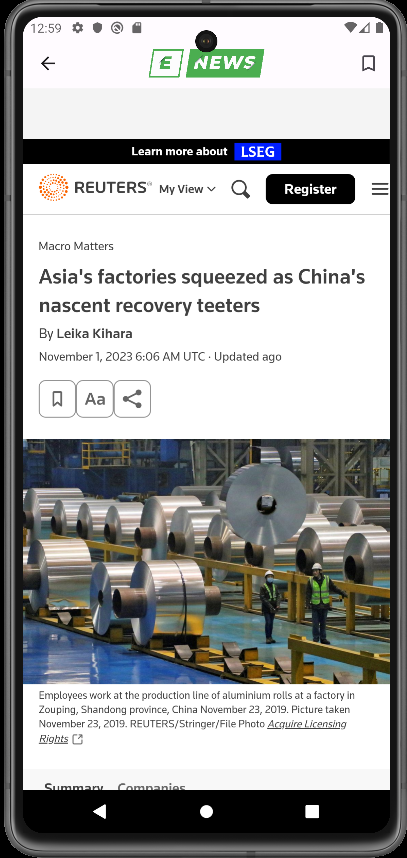 12:59
E NEWS
Learn more about LSEG
REUTERS® My View Register
Macro Matters
Asia's factories squeezed as China's
nascent recovery teeters
By Leika Kihara
November 1, 2023 6:06 AM UTC · Updated ago
Aa
Employees work at the production line of aluminium rolls at a factory in
Zouping, Shandong province, China November 23, 2019. Picture taken
November 23, 2019. REUTERS/Stringer/File Photo Acquire Licensing
Rights
Summary Companies